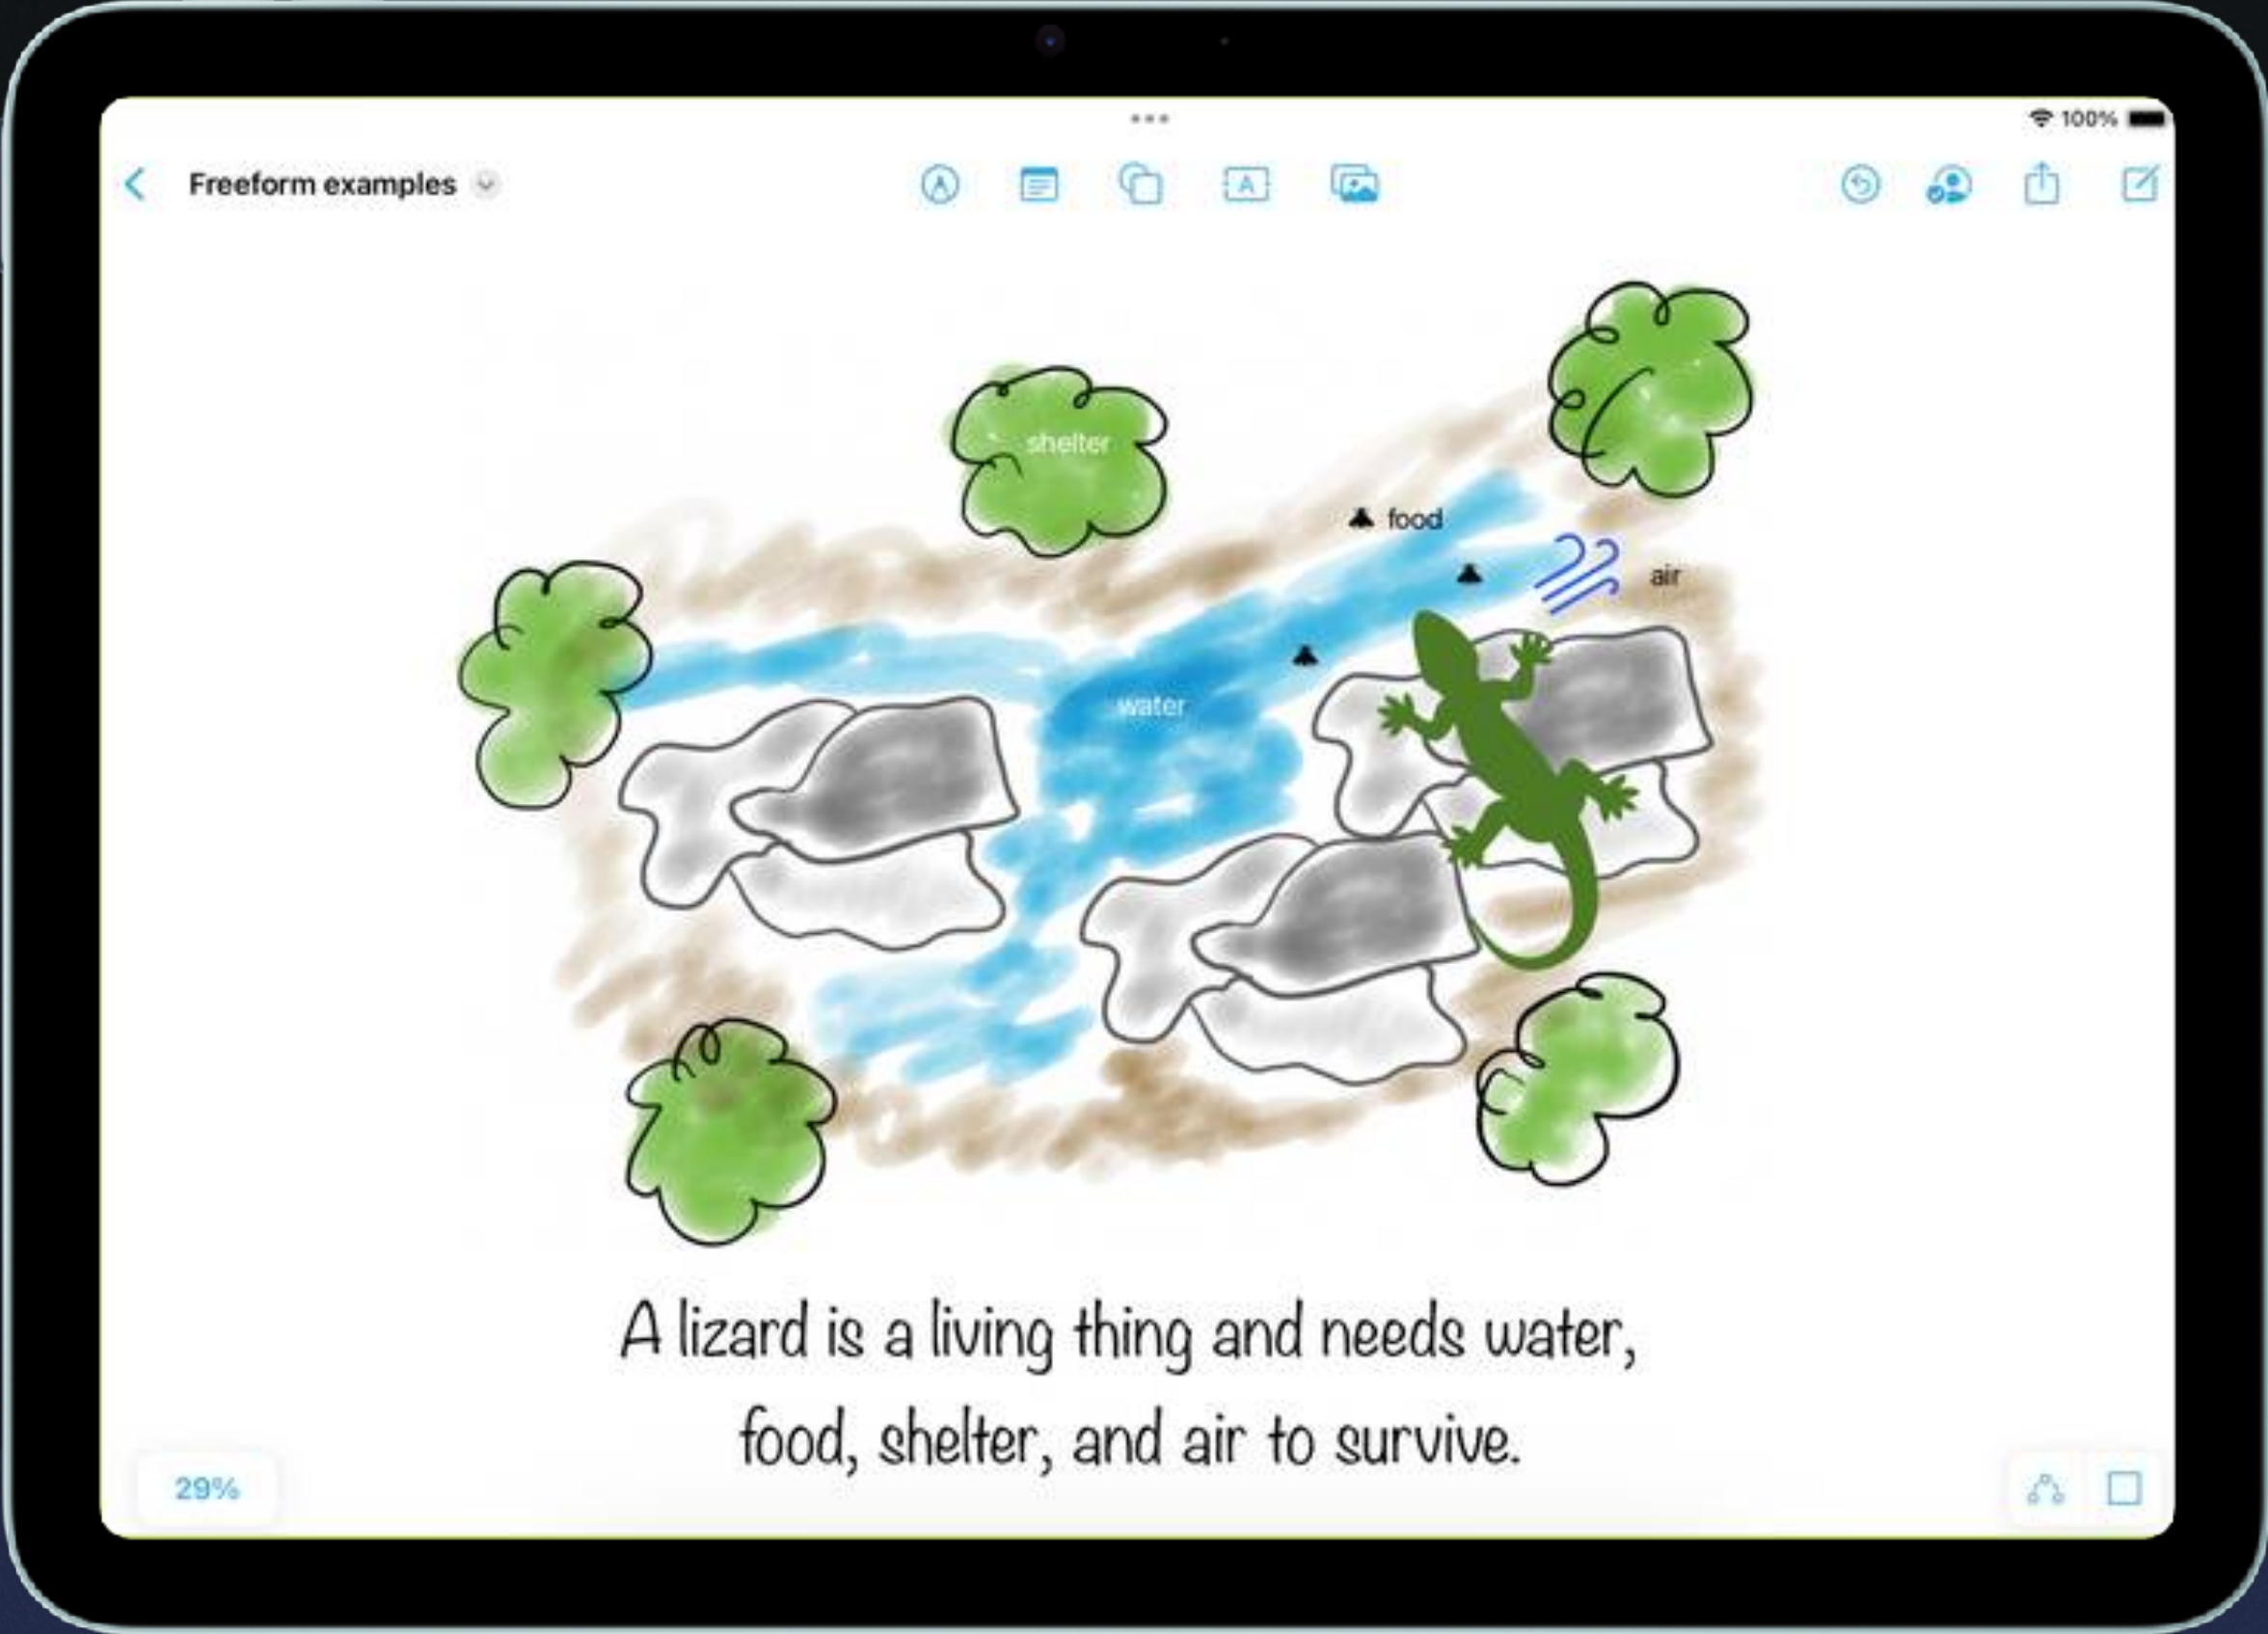 100%
Freeform examples
A
shelter
food
air
water
A lizard is a living thing and needs water,
food, shelter, and air to survive.
29%